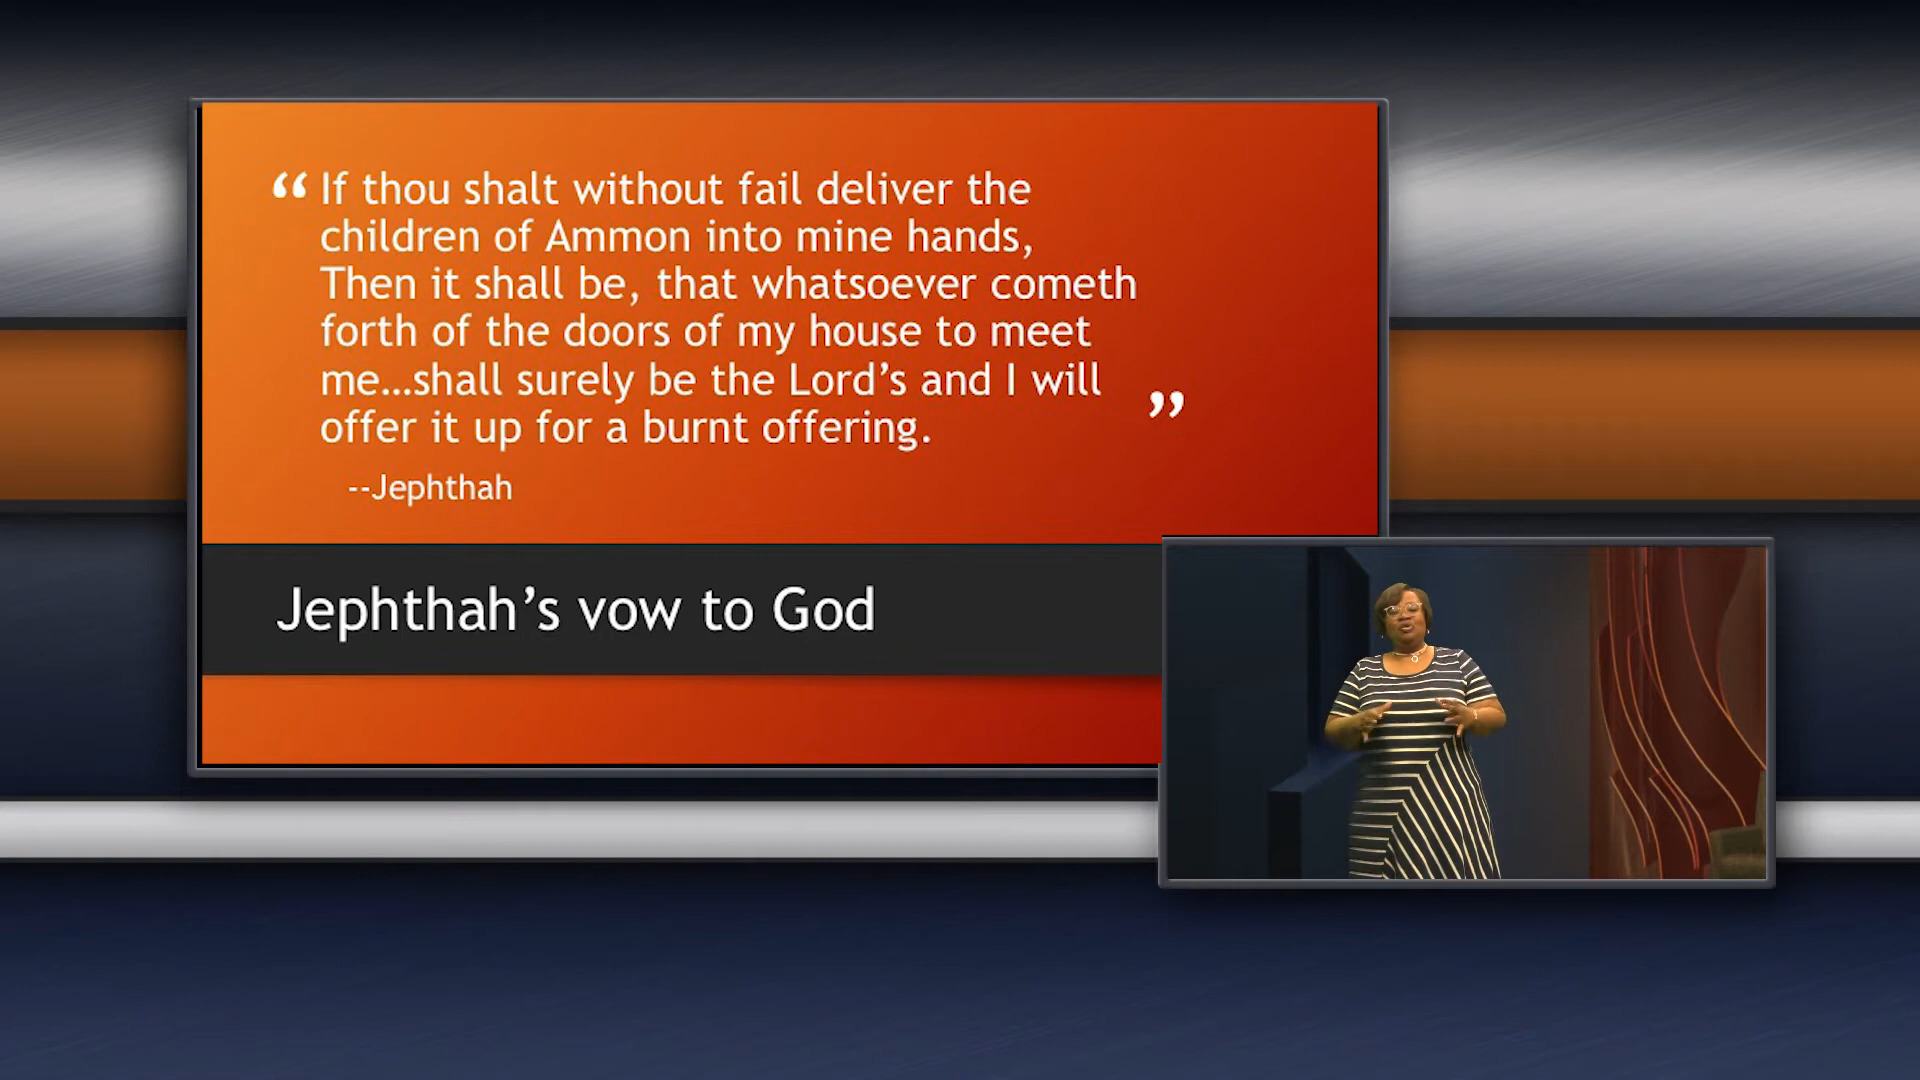 “If thou shalt without fail deliver the
children of Ammon into mine hands,
Then it shall be, that whatsoever cometh
forth of the doors of my house to meet
me…shall surely be the Lord’s and I will
offer it up for a burnt offering.”
--Jephthah
Jephthah’s vow to God